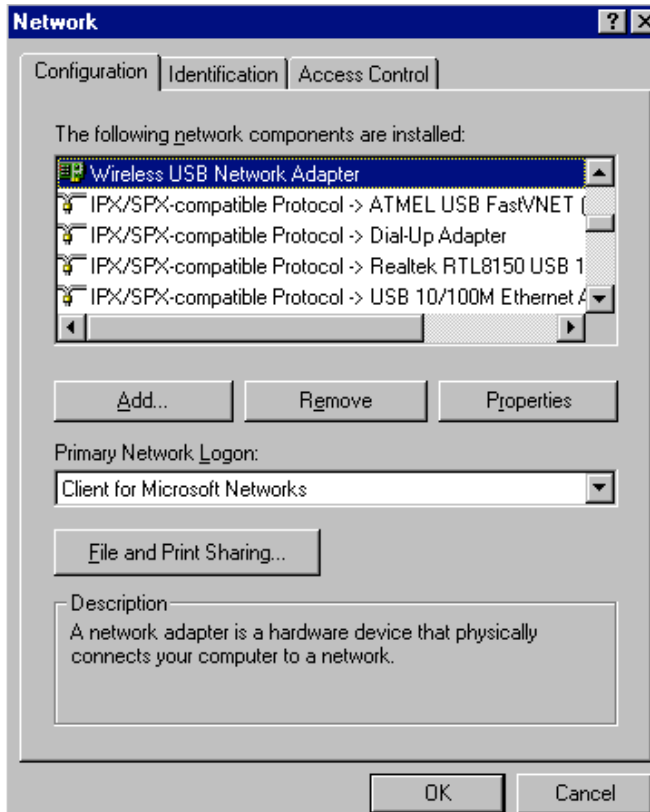 Network
Configuration Identification Access Control
The following network components are installed:
Wireless USB Network Adapter
IPX/SPX-compatible Protocol -> ATMEL USB FastVNET (
IPX/SPX-compatible Protocol -> Dial-Up Adapter
IPX/SPX-compatible Protocol -> Realtek RTL8150 USB 1
IPX/SPX-compatible Protocol -> USB 10/100M Ethernet A
Add... Remove Properties
Primary Network Logon:
Client for Microsoft Networks
File and Print Sharing...
Description
A network adapter is a hardware device that physically
connects your computer to a network.
OK Cancel